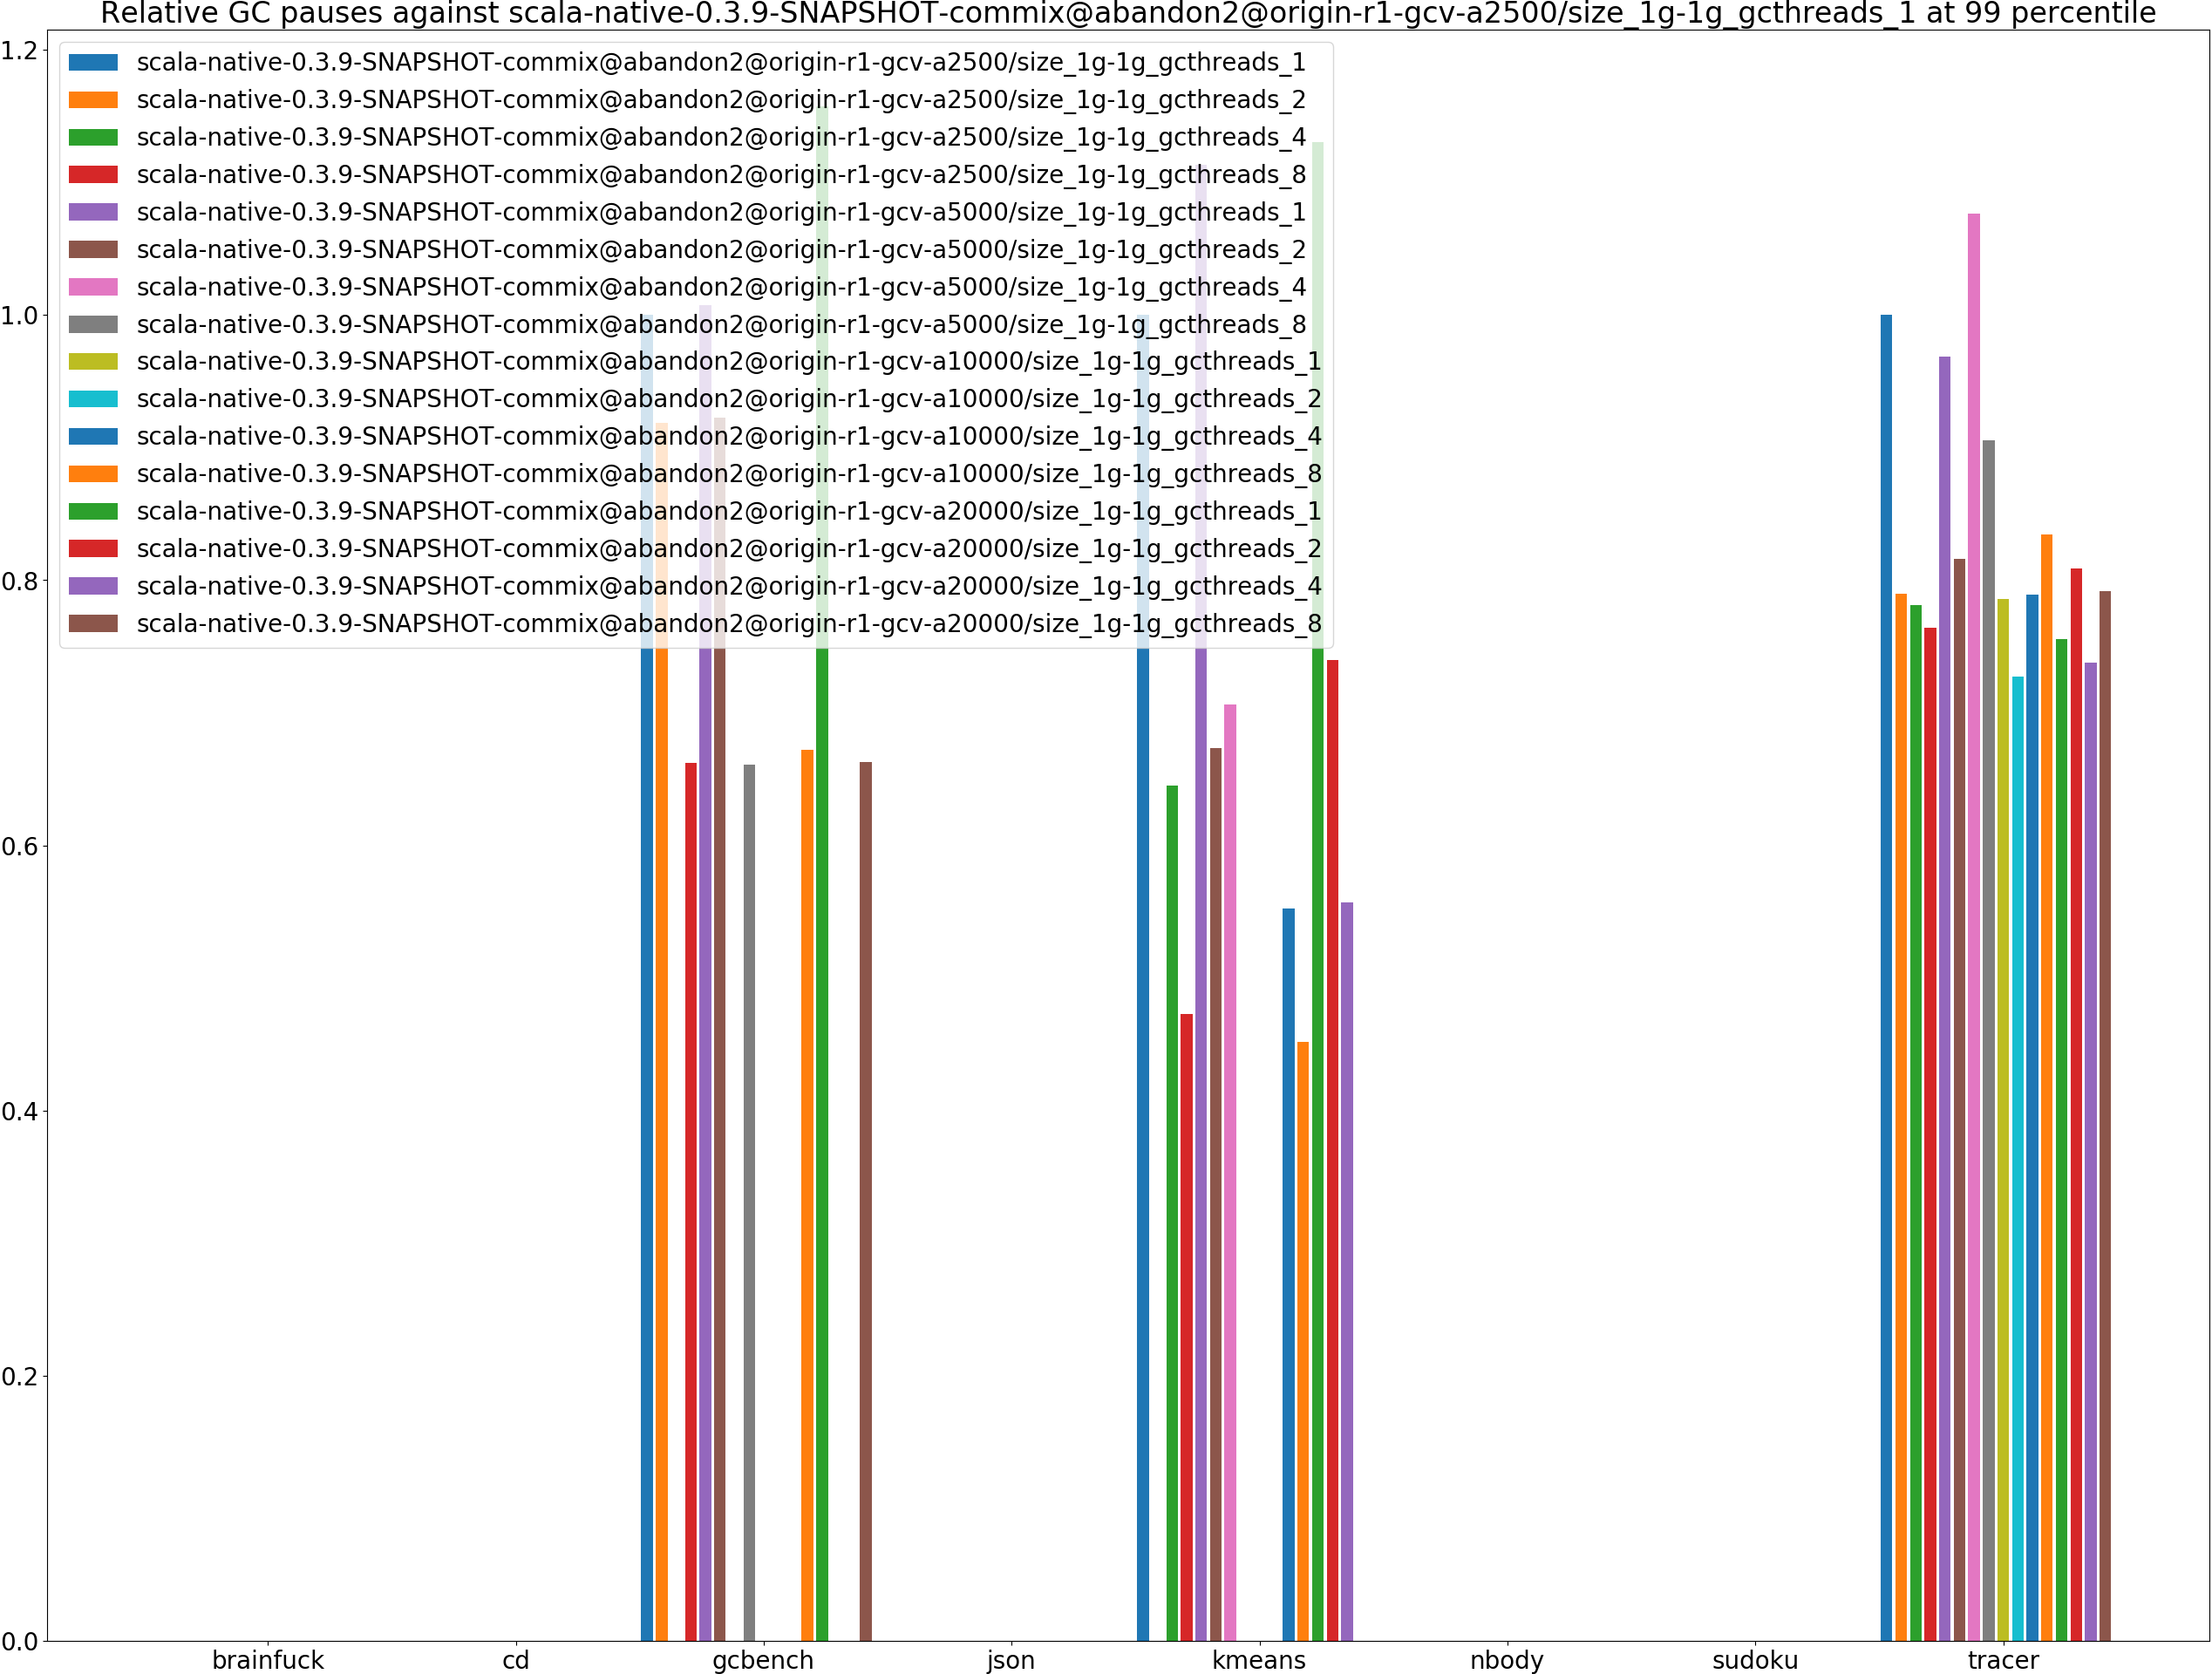 Relative GC pauses against scala-native-0.3.9-SNAPSHOT-commix@abandon2@origin-r1-gcv-a2500/size_1g-1g_gcthreads_1 at 99 percentile
1.2
1.0
0.8
0.6
0.4
0.2
0.0
scala-native-0.3.9-SNAPSHOT-commix@abandon2@origin-r1-gcv-a2500/size_1g-1g_gcthreads_1
scala-native-0.3.9-SNAPSHOT-commix@abandon2@origin-r1-gcv-a2500/size_1g-1g_gcthreads_2
scala-native-0.3.9-SNAPSHOT-commix@abandon2@origin-r1-gcv-a2500/size_1g-1g_gcthreads_4
scala-native-0.3.9-SNAPSHOT-commix@abandon2@origin-r1-gcv-a2500/size_1g-1g_gcthreads_8
scala-native-0.3.9-SNAPSHOT-commix@abandon2@origin-r1-gcv-a5000/size_1g-1g_gcthreads_1
scala-native-0.3.9-SNAPSHOT-commix@abandon2@origin-r1-gcv-a5000/size_1g-1g_gcthreads_2
scala-native-0.3.9-SNAPSHOT-commix@abandon2@origin-r1-gcv-a5000/size_1g-1g_gcthreads_4
scala-native-0.3.9-SNAPSHOT-commix@abandon2@origin-r1-gcv-a5000/size_1g-1g_gcthreads_8
scala-native-0.3.9-SNAPSHOT-commix@abandon2@origin-r1-gcv-a10000/size_1g-1g_gcthreads_1
scala-native-0.3.9-SNAPSHOT-commix@abandon2@origin-r1-gcv-a10000/size_1g-1g_gcthreads_2
scala-native-0.3.9-SNAPSHOT-commix@abandon2@origin-r1-gcv-a10000/size_1g-1g_gcthreads_4
scala-native-0.3.9-SNAPSHOT-commix@abandon2@origin-r1-gcv-a10000/size_1g-1g_gcthreads_8
scala-native-0.3.9-SNAPSHOT-commix@abandon2@origin-r1-gcv-a20000/size_1g-1g_gcthreads_1
scala-native-0.3.9-SNAPSHOT-commix@abandon2@origin-r1-gcv-a20000/size_1g-1g_gcthreads_2
scala-native-0.3.9-SNAPSHOT-commix@abandon2@origin-r1-gcv-a20000/size_1g-1g_gcthreads_4
scala-native-0.3.9-SNAPSHOT-commix@abandon2@origin-r1-gcv-a20000/size_1g-1g_gcthreads_8
brainfuck cd gcbench json kmeans nbody sudoku tracer